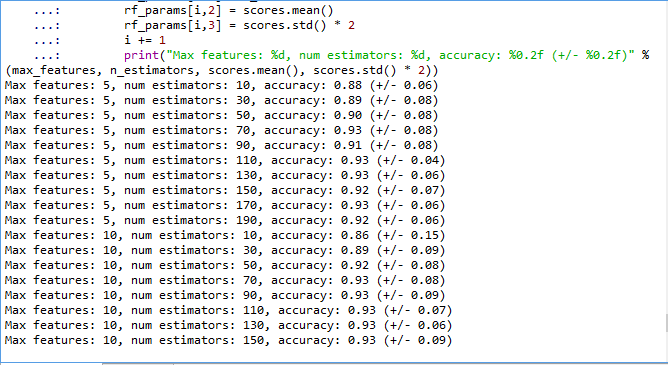 ...: rf_params[i,2] = scores.mean()
...: rf_params[i,3] = scores.std() * 2
...: i += 1
...: print("Max features: %d, num estimators: %d, accuracy: %0.2f (+/- %0.2f)" %
(max_features, n_estimators, scores.mean(), scores.std() * 2))
Max features: 5, num estimators: 10, accuracy: 0.88 (+/- 0.06)
Max features: 5, num estimators: 30, accuracy: 0.89 (+/- 0.08)
Max features: 5, num estimators: 50, accuracy: 0.90 (+/- 0.08)
Max features: 5, num estimators: 70, accuracy: 0.93 (+/- 0.08)
Max features: 5, num estimators: 90, accuracy: 0.91 (+/- 0.08)
Max features: 5, num estimators: 110, accuracy: 0.93 (+/- 0.04)
Max features: 5, num estimators: 130, accuracy: 0.93 (+/- 0.06)
Max features: 5, num estimators: 150, accuracy: 0.92 (+/- 0.07)
Max features: 5, num estimators: 170, accuracy: 0.93 (+/- 0.06)
Max features: 5, num estimators: 190, accuracy: 0.92 (+/- 0.06)
Max features: 10, num estimators: 10, accuracy: 0.86 (+/- 0.15)
Max features: 10, num estimators: 30, accuracy: 0.89 (+/- 0.09)
Max features: 10, num estimators: 50, accuracy: 0.92 (+/- 0.08)
Max features: 10, num estimators: 70, accuracy: 0.93 (+/- 0.08)
Max features: 10, num estimators: 90, accuracy: 0.93 (+/- 0.09)
Max features: 10, num estimators: 110, accuracy: 0.93 (+/- 0.07)
Max features: 10, num estimators: 130, accuracy: 0.93 (+/- 0.06)
Max features: 10, num estimators: 150, accuracy: 0.93 (+/- 0.09)